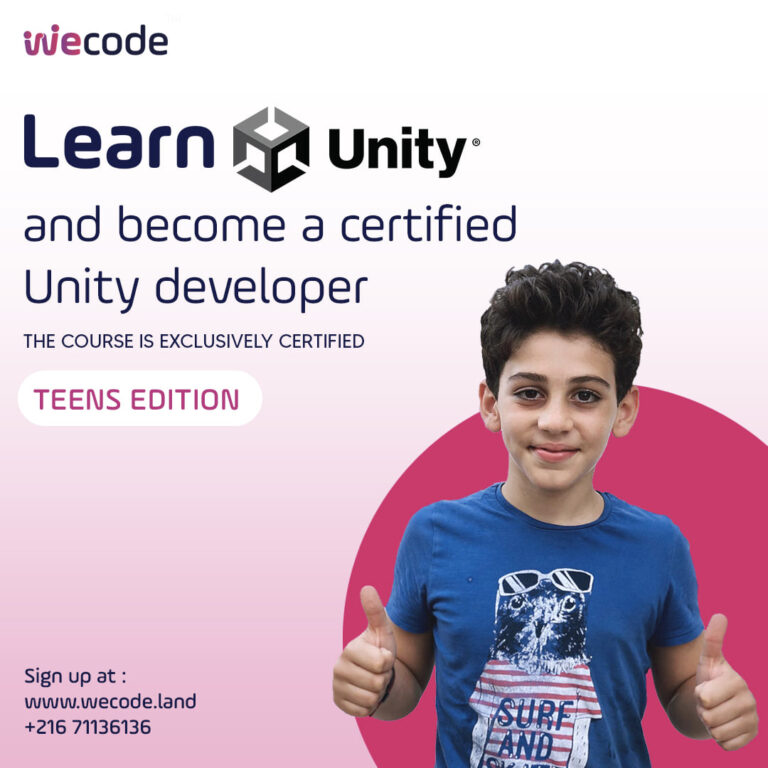 wecode
Learn Unity®
and become a certified
Unity developer
THE COURSE IS EXCLUSIVELY CERTIFIED
TEENS EDITION
SURF
AND
Sign up at :
www.wecode.land
+216 71136136